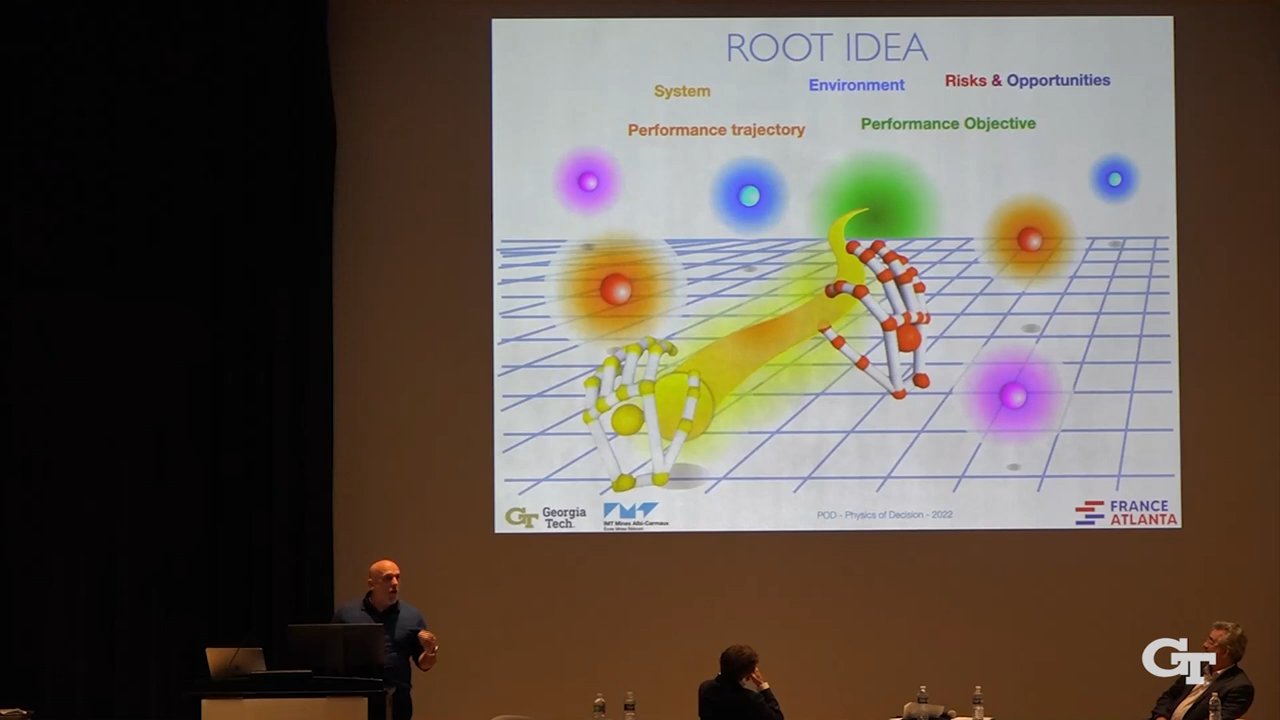 ROOT IDEA
System
Environment
Risks & Opportunities
Performance trajectory
Performance Objective
GT
Georgia
Tech
IMT Mines Albi-Carmaux
POD - Physics of Decision - 2022
FRANCE
ATLANTA
GT